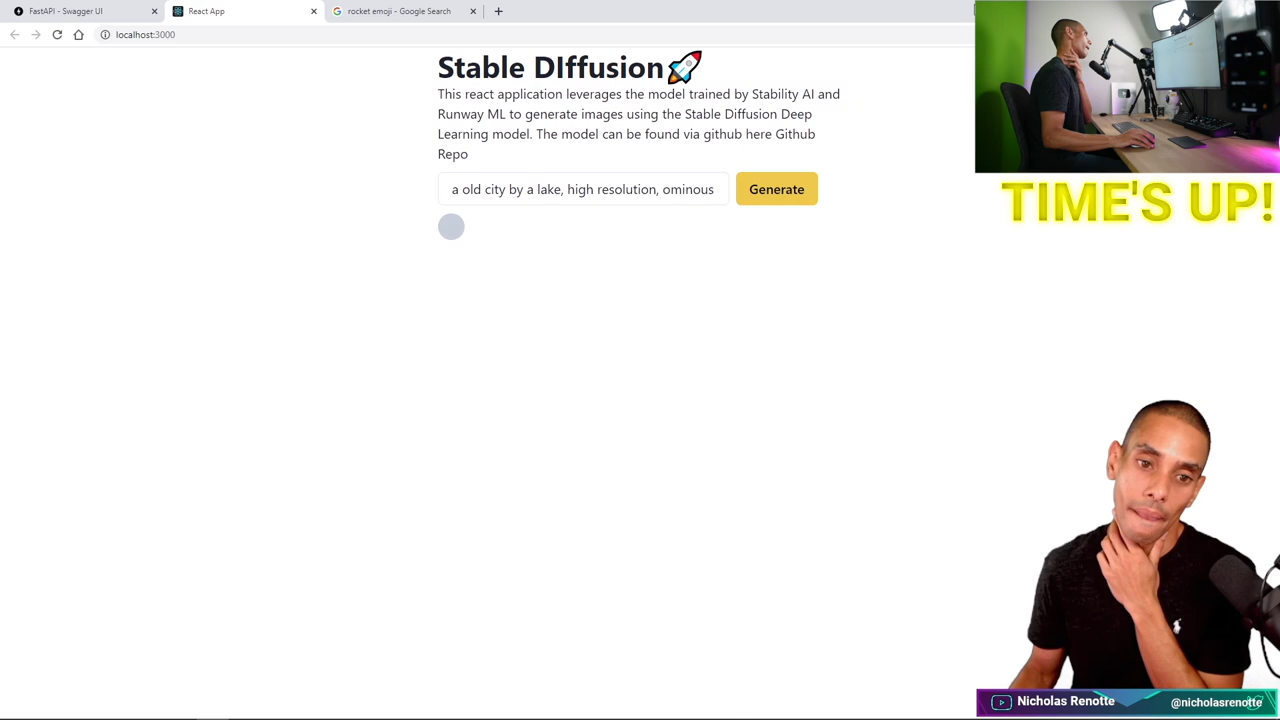 FastAPI - Swagger UI
React App
rocket emoji - Google Search
localhost:3000
Stable DIffusion🚀
This react application leverages the model trained by Stability AI and
Runway ML to generate images using the Stable Diffusion Deep
Learning model. The model can be found via github here Github
Repo
a old city by a lake, high resolution, ominous
Generate
TIME'S UP!
Nicholas Renotte
@nicholasrenotte